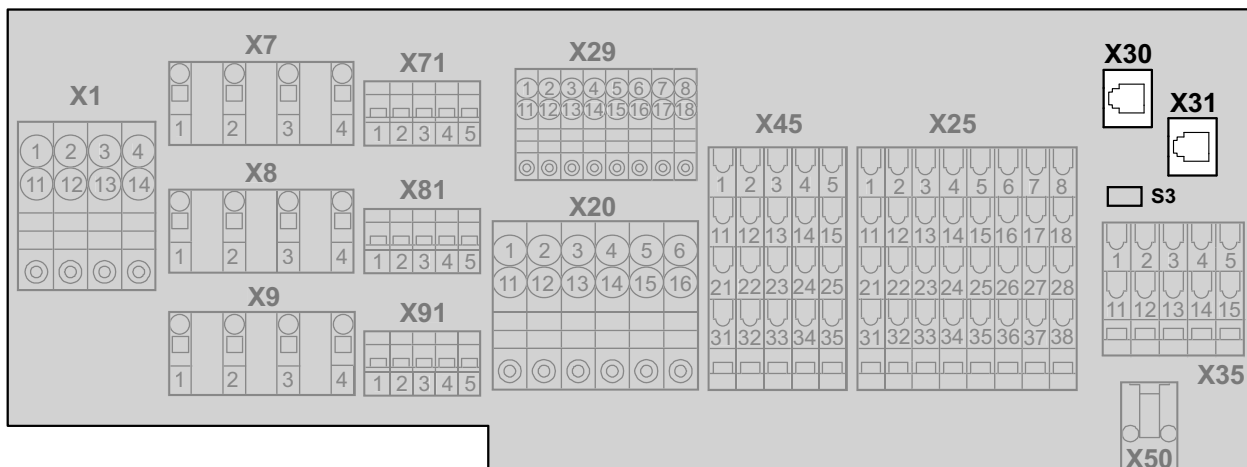 X1
1 2 3 4
11 12 13 14
X7
1 2 3 4
X8
1 2 3 4
X9
1 2 3 4
X71
1 2 3 4 5
X81
1 2 3 4 5
X91
1 2 3 4 5
X29
1 2 3 4 5 6 7 8
11 12 13 14 15 16 17 18
X20
1 2 3 4 5 6
11 12 13 14 15 16
X45
1 2 3 4 5
11 12 13 14 15
21 22 23 24 25
31 32 33 34 35
X25
1 2 3 4 5 6 7 8
11 12 13 14 15 16 17 18
21 22 23 24 25 26 27 28
31 32 33 34 35 36 37 38
X30
X31
S3
1 2 3 4 5
11 12 13 14 15
X35
X50